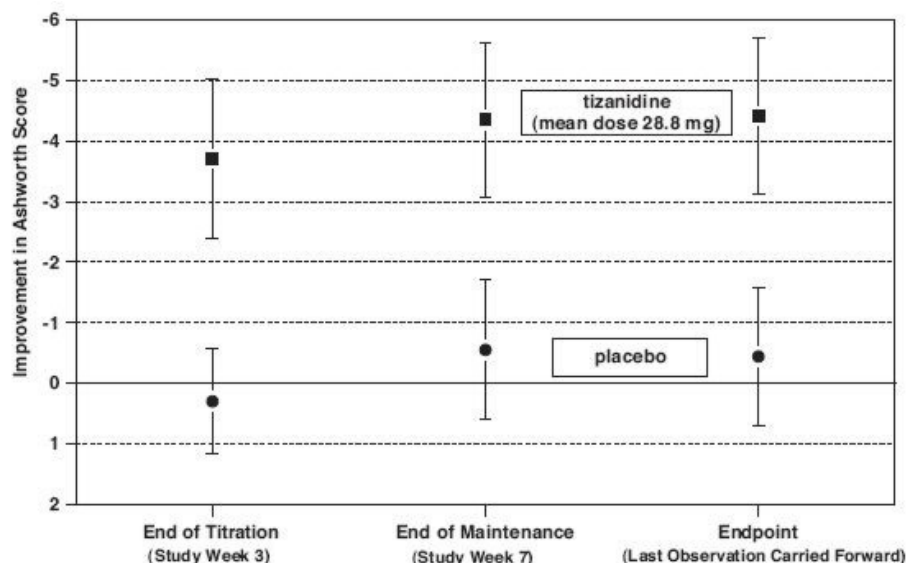 Improvement in Ashworth Score
-6
-5
-4
-3
-2
-1
0
1
2
tizanidine
(mean dose 28.8 mg)
placebo
End of Titration
(Study Week 3)
End of Maintenance
(Study Week 7)
Endpoint
(Last Observation Carried Forward)